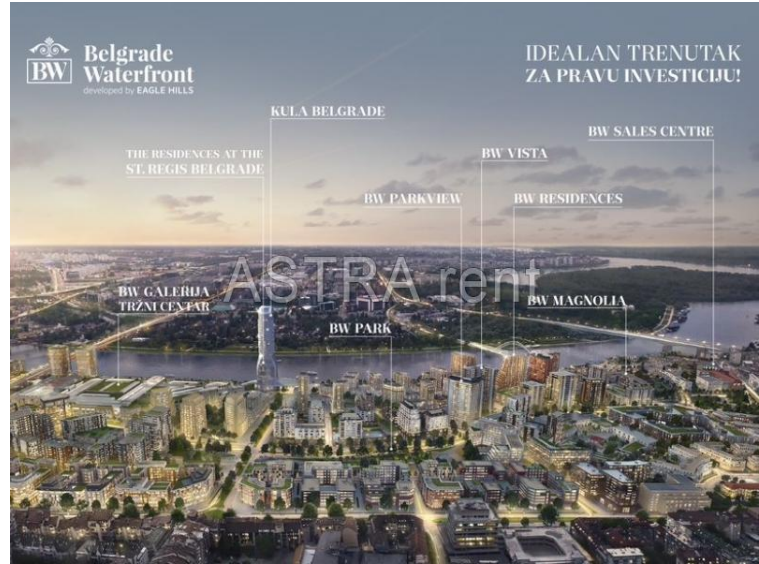 BW
Belgrade
Waterfront
developed by EAGLE HILLS
IDEALAN TRENUTAK
ZA PRAVU INVESTICIJU!
KULA BELGRADE
BW SALES CENTRE
THE RESIDENCES AT THE
ST. REGIS BELGRADE
BW VISTA
BW PARKVIEW
BW RESIDENCES
ASTRA rent
BW GALERIJA
TRŽNI CENTAR
BW MAGNOLIA
BW PARK